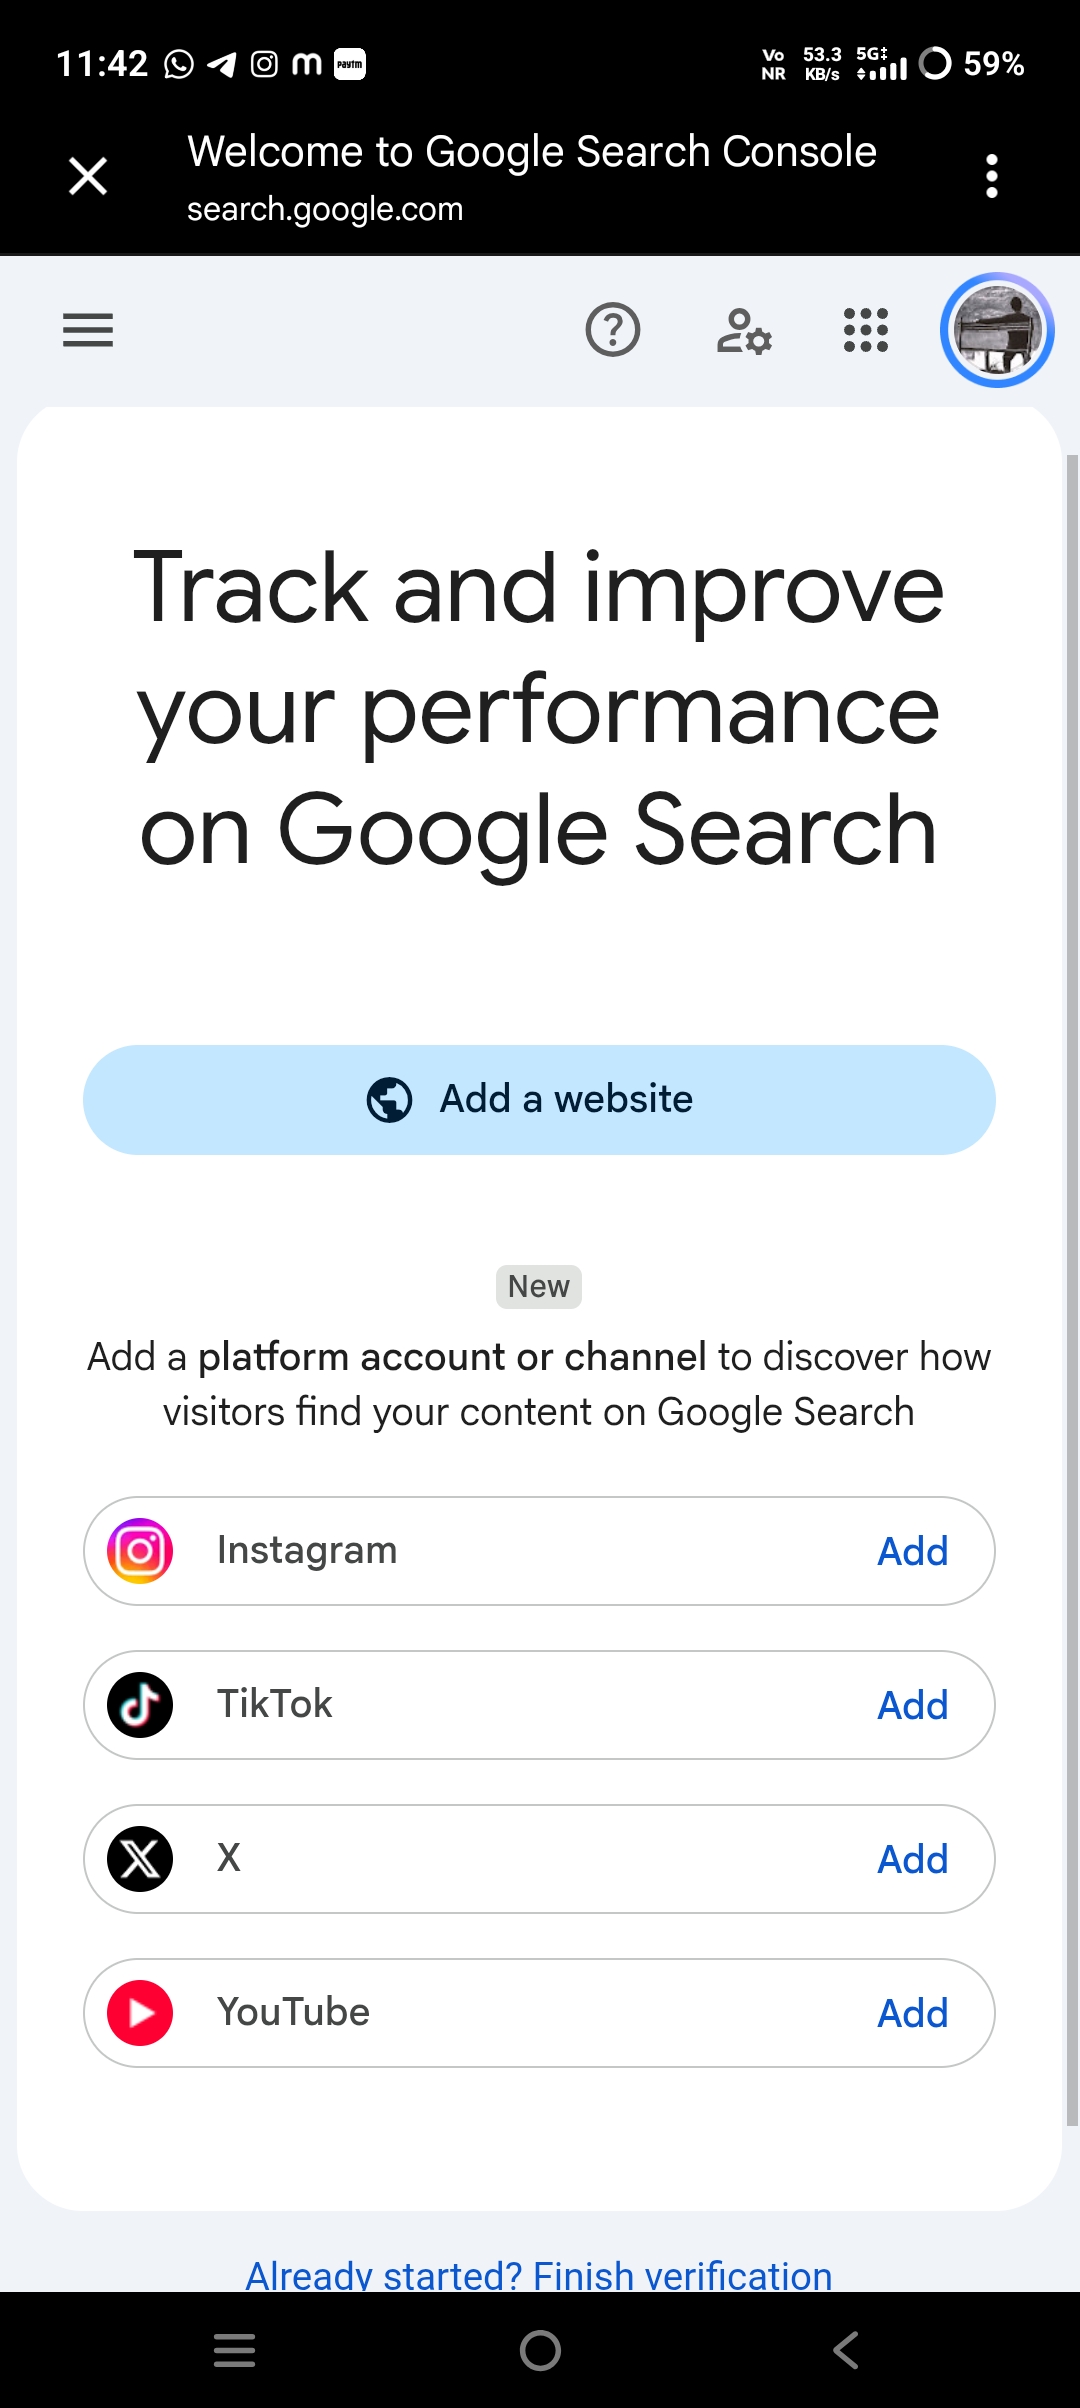 11:42
Paytm
Vo NR 53.3 KB/s 5G 59%
Welcome to Google Search Console
search.google.com
Track and improve
your performance
on Google Search
Add a website
New
Add a platform account or channel to discover how
visitors find your content on Google Search
Instagram Add
TikTok Add
X Add
YouTube Add
Already started? Finish verification